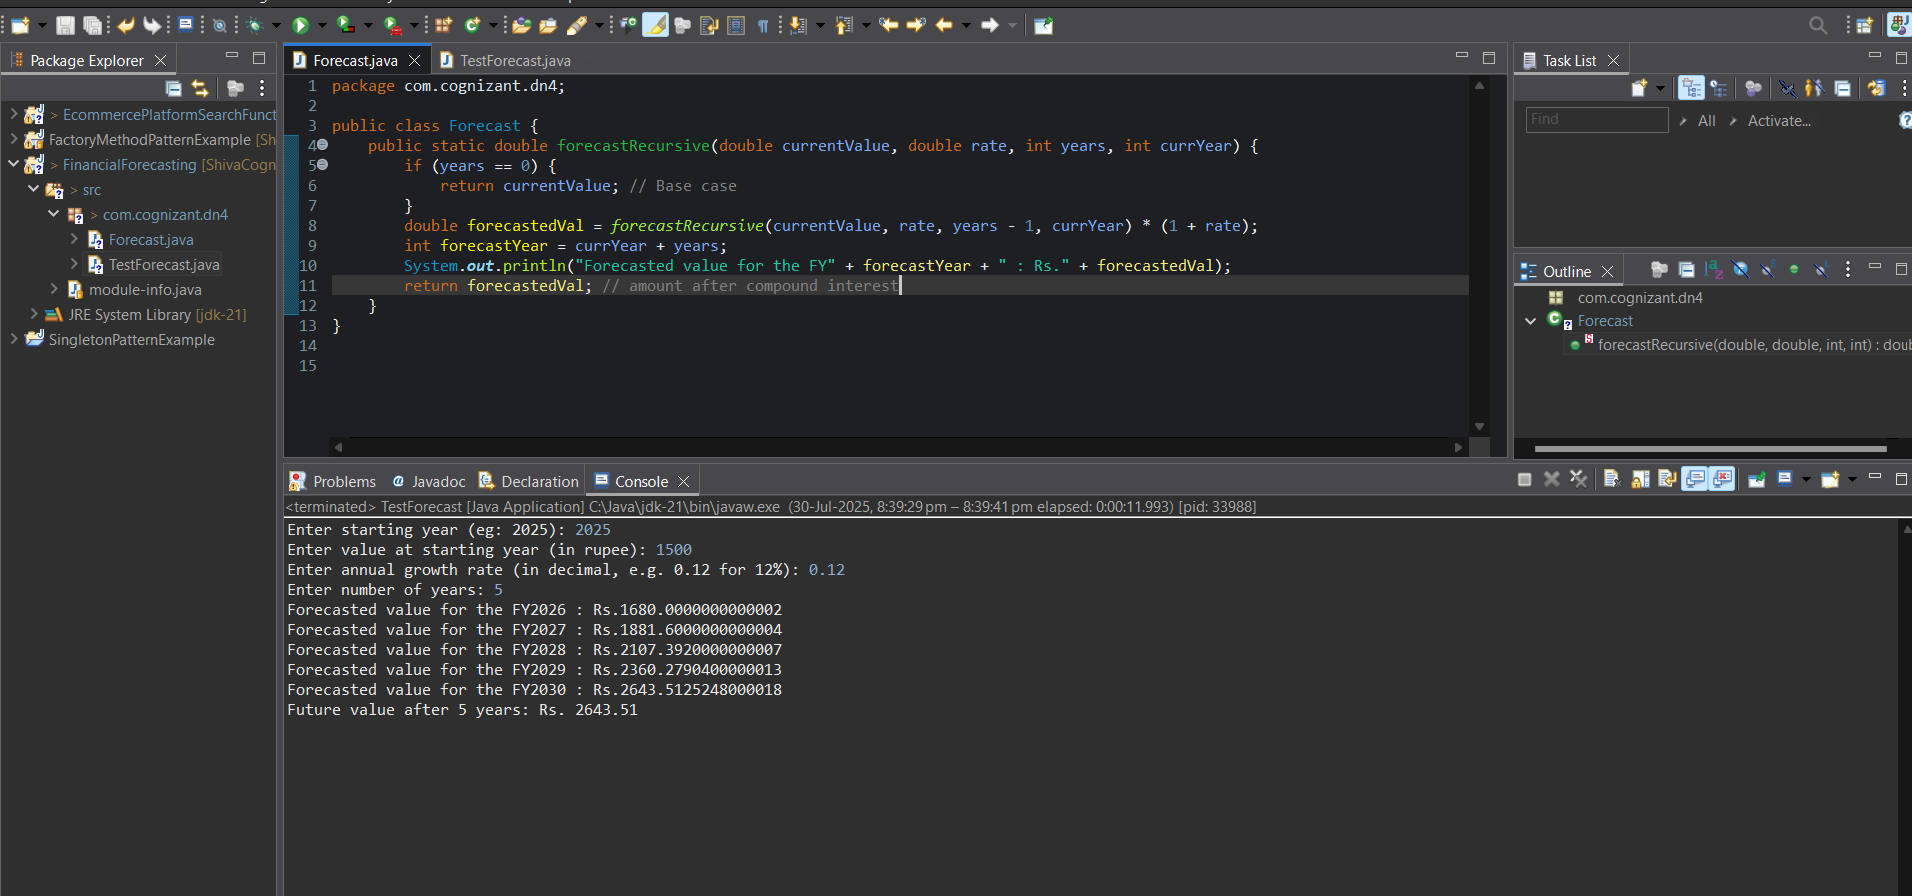 Package Explorer
> EcommercePlatformSearchFunct
FactoryMethodPatternExample [Sh
> FinancialForecasting [ShivaCogn
> src
> com.cognizant.dn4
Forecast.java
TestForecast.java
module-info.java
JRE System Library [jdk-21]
SingletonPatternExample
Forecast.java
TestForecast.java
1 package com.cognizant.dn4;
2
3 public class Forecast {
4 public static double forecastRecursive(double currentValue, double rate, int years, int currYear) {
5 if (years == 0) {
6 return currentValue; // Base case
7 }
8 double forecastedVal = forecastRecursive(currentValue, rate, years - 1, currYear) * (1 + rate);
9 int forecastYear = currYear + years;
10 System.out.println("Forecasted value for the FY" + forecastYear + " : Rs." + forecastedVal);
11 return forecastedVal; // amount after compound interest
12 }
13 }
14
15
Task List
Find
All
Activate...
Outline
com.cognizant.dn4
Forecast
forecastRecursive(double, double, int, int) : dou
Problems
Javadoc
Declaration
Console
<terminated> TestForecast [Java Application] C:\Java\jdk-21\bin\javaw.exe (30-Jul-2025, 8:39:29 pm – 8:39:41 pm elapsed: 0:00:11.993) [pid: 33988]
Enter starting year (eg: 2025): 2025
Enter value at starting year (in rupee): 1500
Enter annual growth rate (in decimal, e.g. 0.12 for 12%): 0.12
Enter number of years: 5
Forecasted value for the FY2026 : Rs.1680.0000000000002
Forecasted value for the FY2027 : Rs.1881.6000000000004
Forecasted value for the FY2028 : Rs.2107.3920000000007
Forecasted value for the FY2029 : Rs.2360.2790400000013
Forecasted value for the FY2030 : Rs.2643.5125248000018
Future value after 5 years: Rs. 2643.51